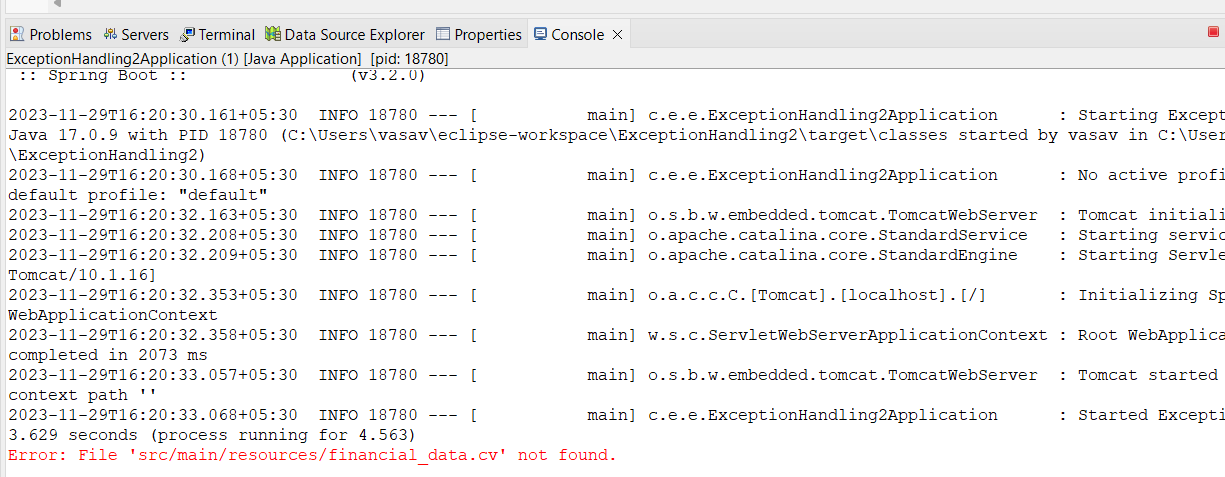 Problems Servers Terminal Data Source Explorer Properties Console
ExceptionHandling2Application (1) [Java Application] [pid: 18780]
:: Spring Boot :: (v3.2.0)
2023-11-29T16:20:30.161+05:30 INFO 18780 --- [ main] c.e.e.ExceptionHandling2Application : Starting Except
Java 17.0.9 with PID 18780 (C:\Users\vasav\eclipse-workspace\ExceptionHandling2\target\classes started by vasav in C:\User
\ExceptionHandling2)
2023-11-29T16:20:30.168+05:30 INFO 18780 --- [ main] c.e.e.ExceptionHandling2Application : No active profi
default profile: "default"
2023-11-29T16:20:32.163+05:30 INFO 18780 --- [ main] o.s.b.w.embedded.tomcat.TomcatWebServer : Tomcat initiali
2023-11-29T16:20:32.208+05:30 INFO 18780 --- [ main] o.apache.catalina.core.StandardService : Starting servic
2023-11-29T16:20:32.209+05:30 INFO 18780 --- [ main] o.apache.catalina.core.StandardEngine : Starting Servle
Tomcat/10.1.16]
2023-11-29T16:20:32.353+05:30 INFO 18780 --- [ main] o.a.c.c.C.[Tomcat].[localhost].[/] : Initializing Sp
WebApplicationContext
2023-11-29T16:20:32.358+05:30 INFO 18780 --- [ main] w.s.c.ServletWebServerApplicationContext : Root WebApplica
completed in 2073 ms
2023-11-29T16:20:33.057+05:30 INFO 18780 --- [ main] o.s.b.w.embedded.tomcat.TomcatWebServer : Tomcat started
context path ''
2023-11-29T16:20:33.068+05:30 INFO 18780 --- [ main] c.e.e.ExceptionHandling2Application : Started Excepti
3.629 seconds (process running for 4.563)
Error: File 'src/main/resources/financial_data.cv' not found.